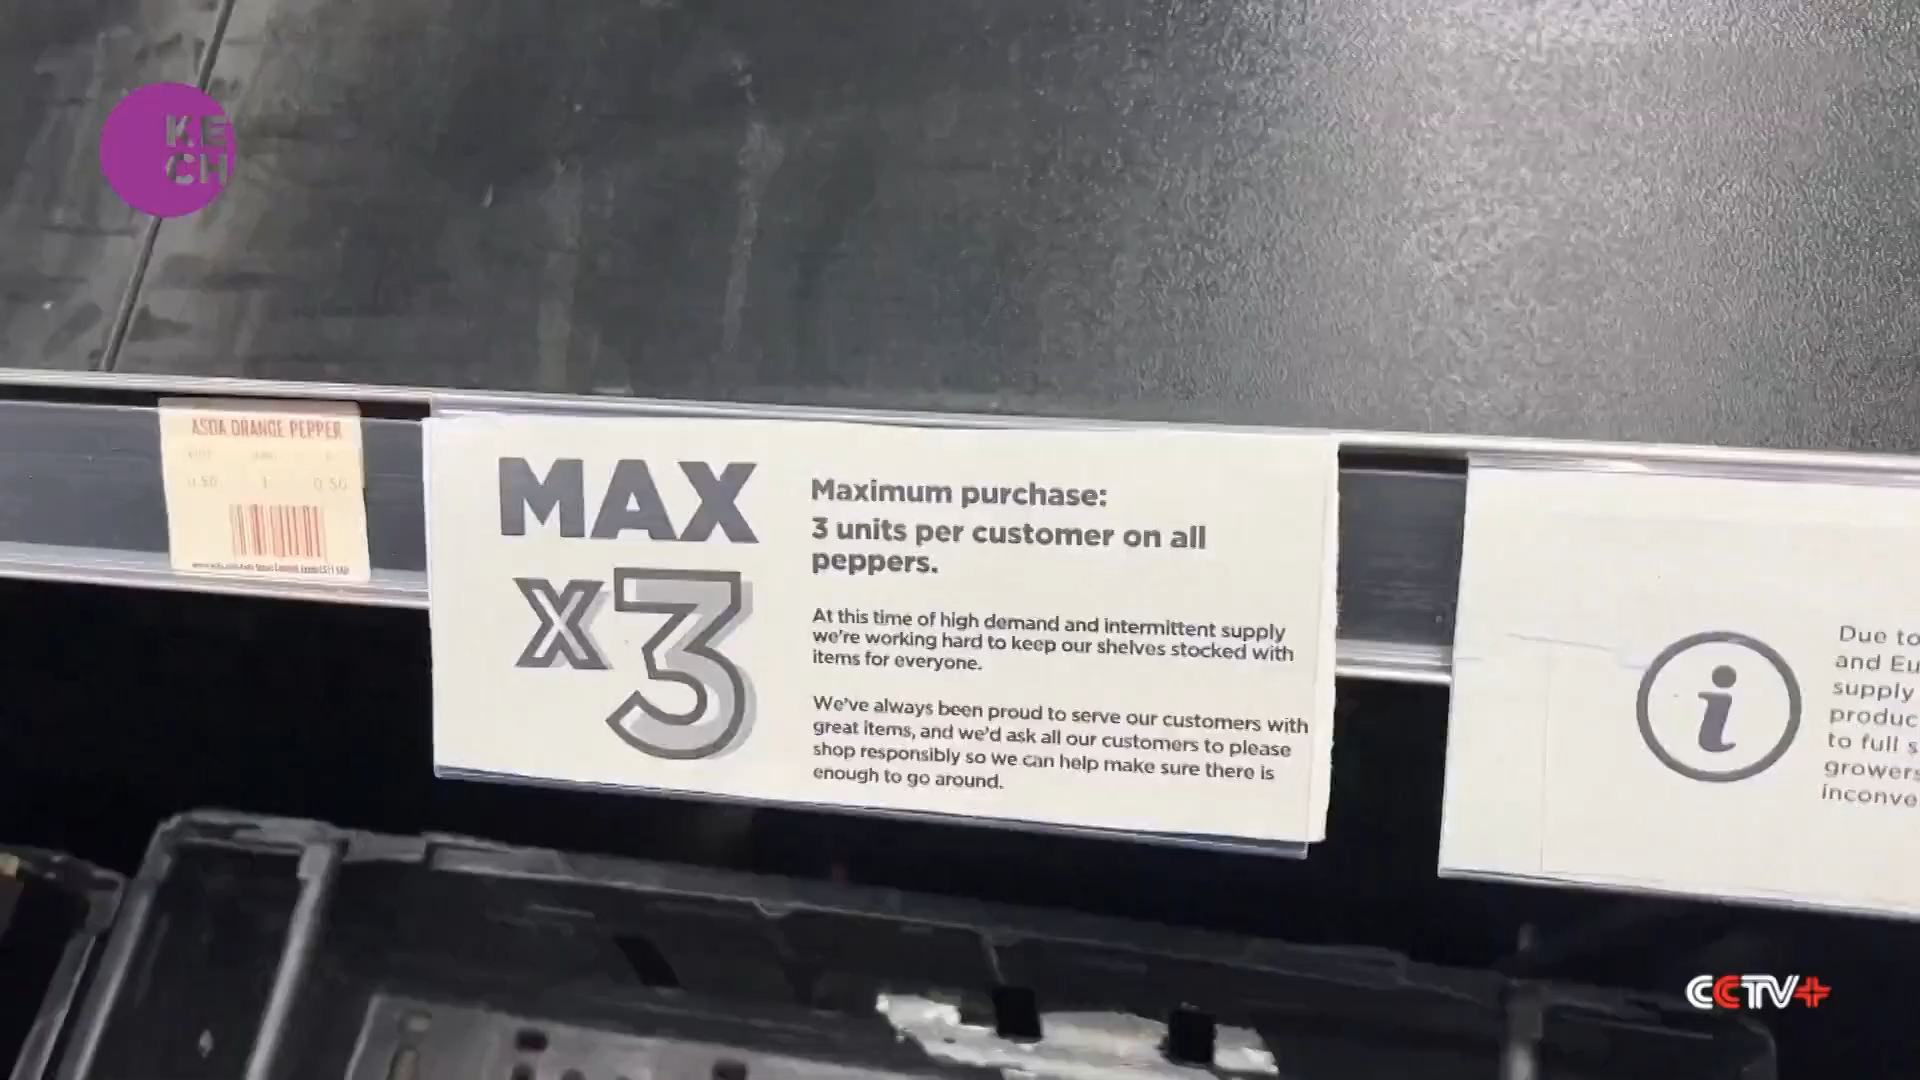 KE
CH
ASDA ORANGE PEPPER
0.50 1 0.50
MAX
x3
Maximum purchase:
3 units per customer on all
peppers.
At this time of high demand and intermittent supply
we're working hard to keep our shelves stocked with
items for everyone.
We've always been proud to serve our customers with
great items, and we'd ask all our customers to please
shop responsibly so we can help make sure there is
enough to go around.
i
Due to
and Eu
supply
produc
to full s
growers
inconve
CCTV+